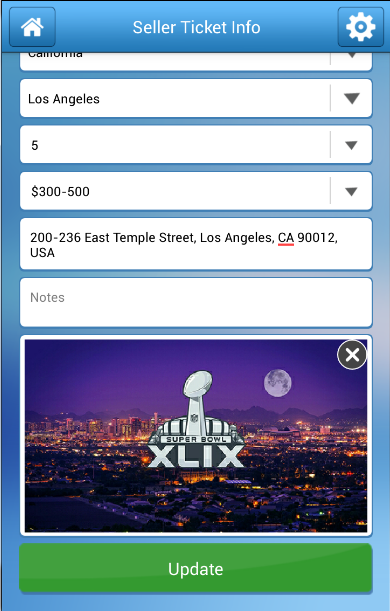 Seller Ticket Info
California
Los Angeles
5
$300-500
200-236 East Temple Street, Los Angeles, CA 90012,
USA
Notes
NFL
SUPER BOWL
XLIX
Update